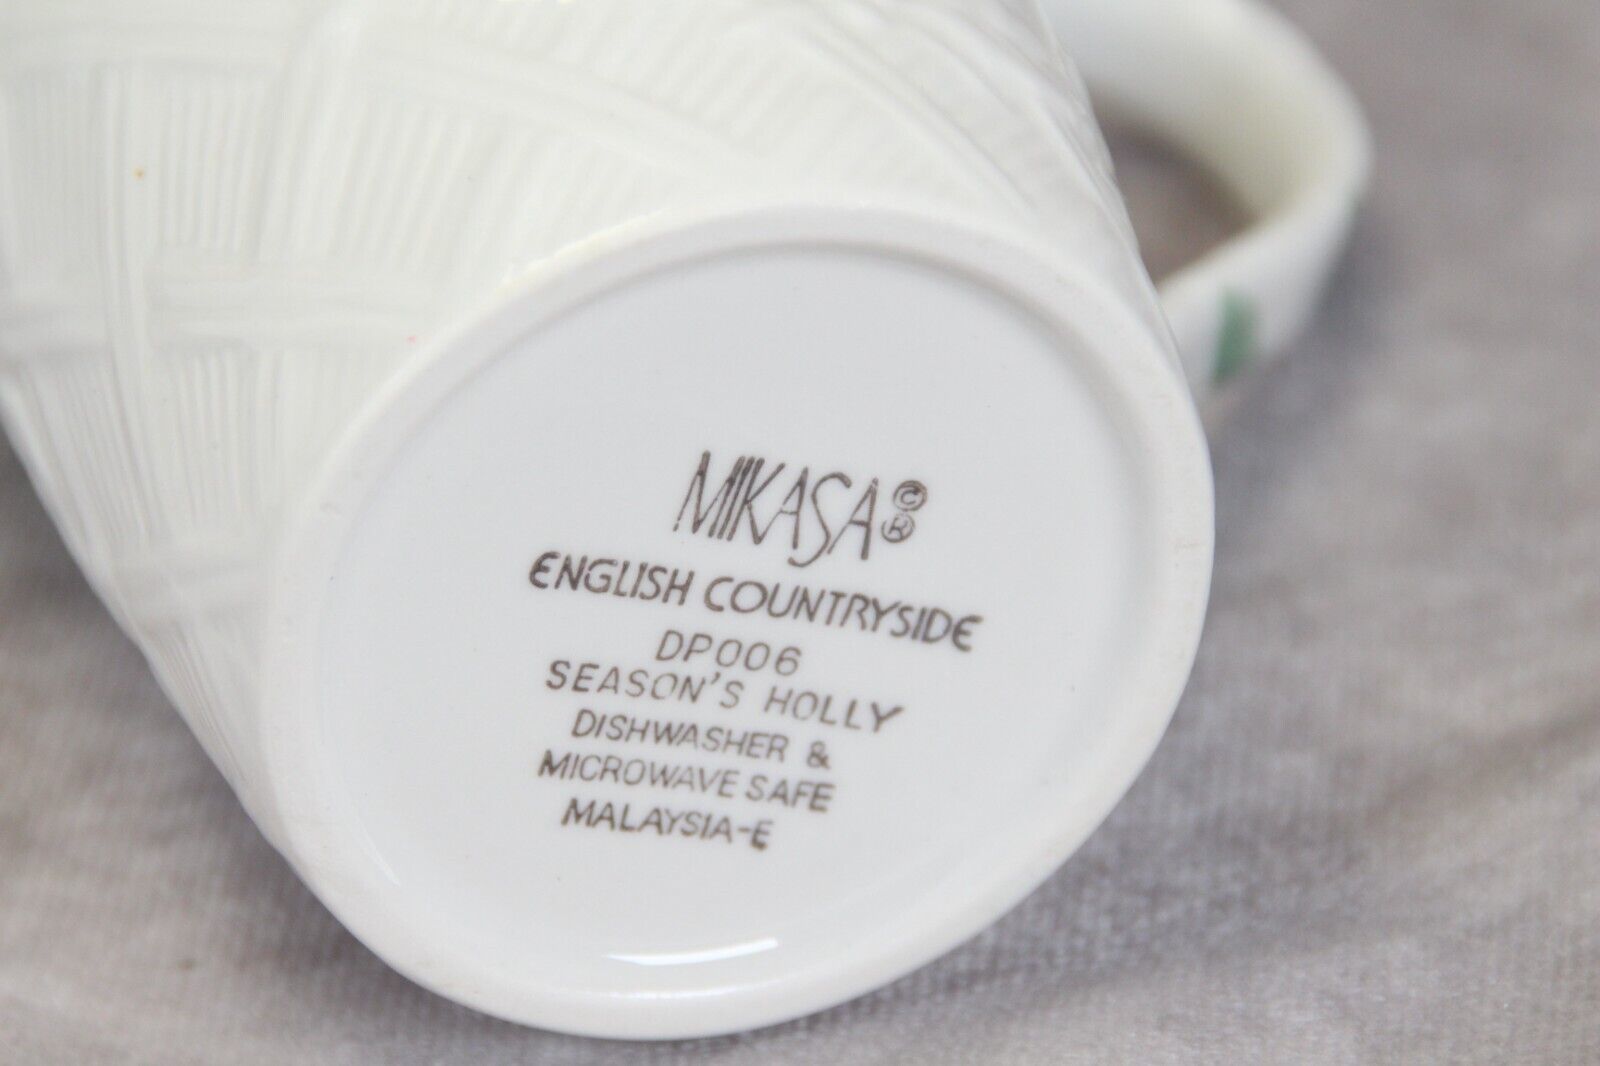 MIKASA©®
ENGLISH COUNTRYSIDE
DP006
SEASON'S HOLLY
DISHWASHER &
MICROWAVE SAFE
MALAYSIA-E